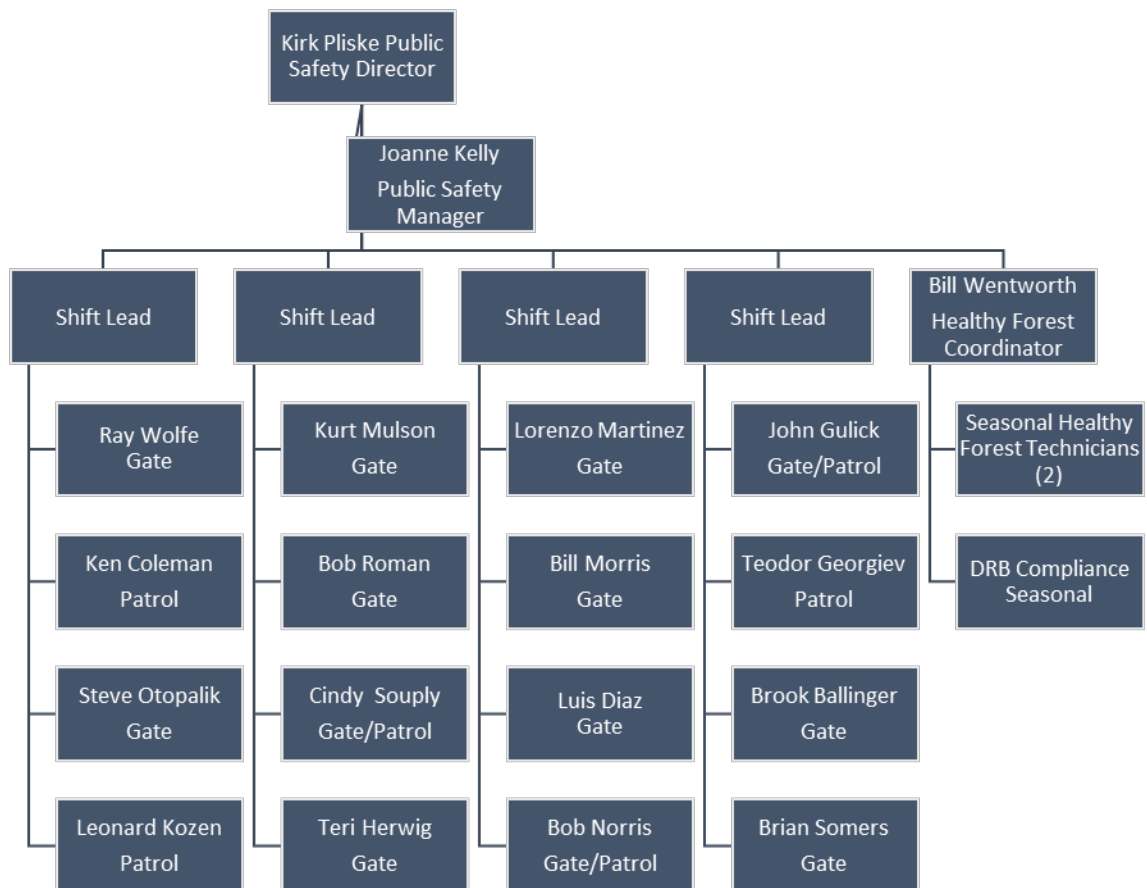 Kirk Pliske Public
Safety Director
Joanne Kelly
Public Safety
Manager
Shift Lead
Shift Lead
Shift Lead
Shift Lead
Bill Wentworth
Healthy Forest
Coordinator
Ray Wolfe
Gate
Kurt Mulson
Gate
Lorenzo Martinez
Gate
John Gulick
Gate/Patrol
Seasonal Healthy
Forest Technicians
(2)
Ken Coleman
Patrol
Bob Roman
Gate
Bill Morris
Gate
Teodor Georgiev
Patrol
DRB Compliance
Seasonal
Steve Otopalik
Gate
Cindy  Souply
Gate/Patrol
Luis Diaz
Gate
Brook Ballinger
Gate
Leonard Kozen
Patrol
Teri Herwig
Gate
Bob Norris
Gate/Patrol
Brian Somers
Gate